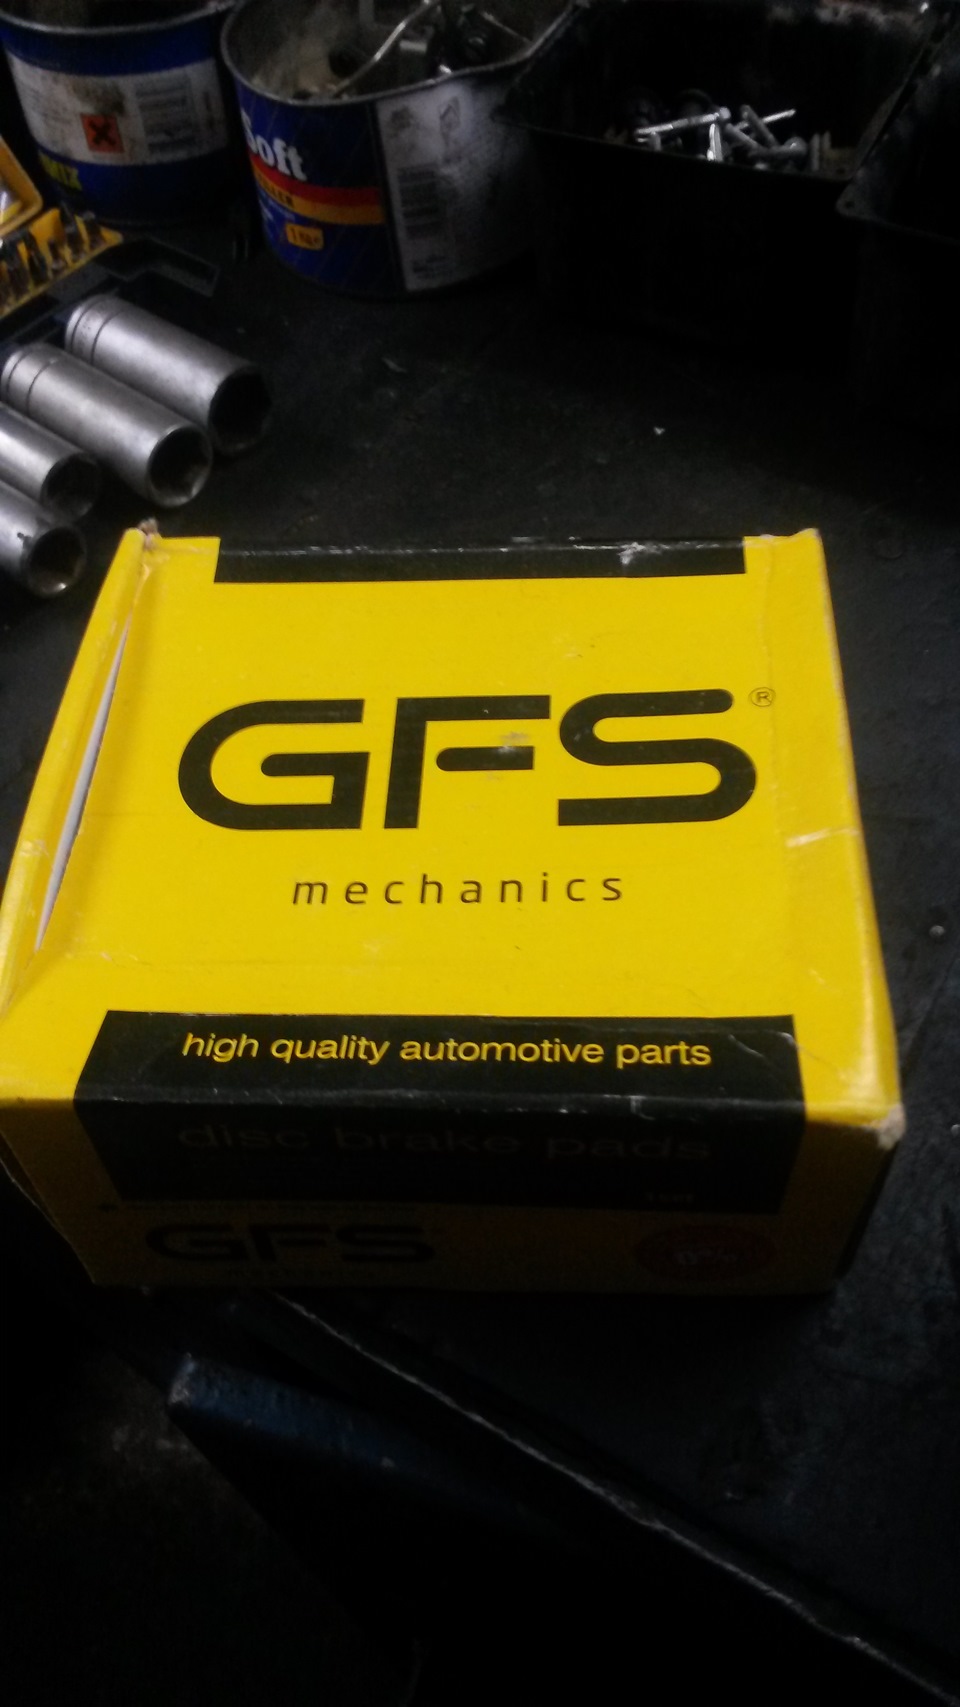 Soft
GFS®
mechanics
high quality automotive parts
disc brake pads
GFS